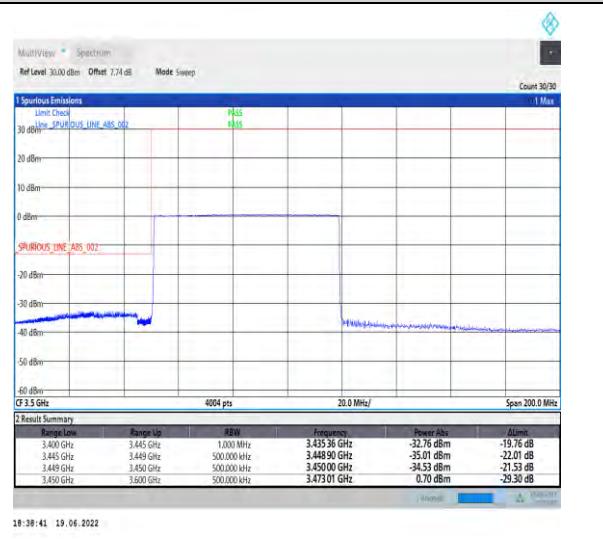 MultiView Spectrum
Ref Level 30.00 dBm Offset 7.74 dB Mode Sweep
Count 30/30
1 Spurious Emissions 1 Max
Limit Check PASS
Line _SPURIOUS_LINE_ABS_002 PASS
30 dBm
20 dBm
10 dBm
0 dBm
_SPURIOUS_LINE_ABS_002
-20 dBm
-30 dBm
-40 dBm
-50 dBm
-60 dBm
CF 3.5 GHz 4004 pts 20.0 MHz/ Span 200.0 MHz
2 Result Summary
Range Low Range Up RBW Frequency Power Abs ΔLimit
3.400 GHz 3.445 GHz 1.000 MHz 3.43536 GHz -32.76 dBm -19.76 dB
3.445 GHz 3.449 GHz 500.000 kHz 3.44890 GHz -35.01 dBm -22.01 dB
3.449 GHz 3.450 GHz 500.000 kHz 3.45000 GHz -34.53 dBm -21.53 dB
3.450 GHz 3.600 GHz 500.000 kHz 3.47301 GHz 0.70 dBm -29.30 dB
18:38:41 19.06.2022